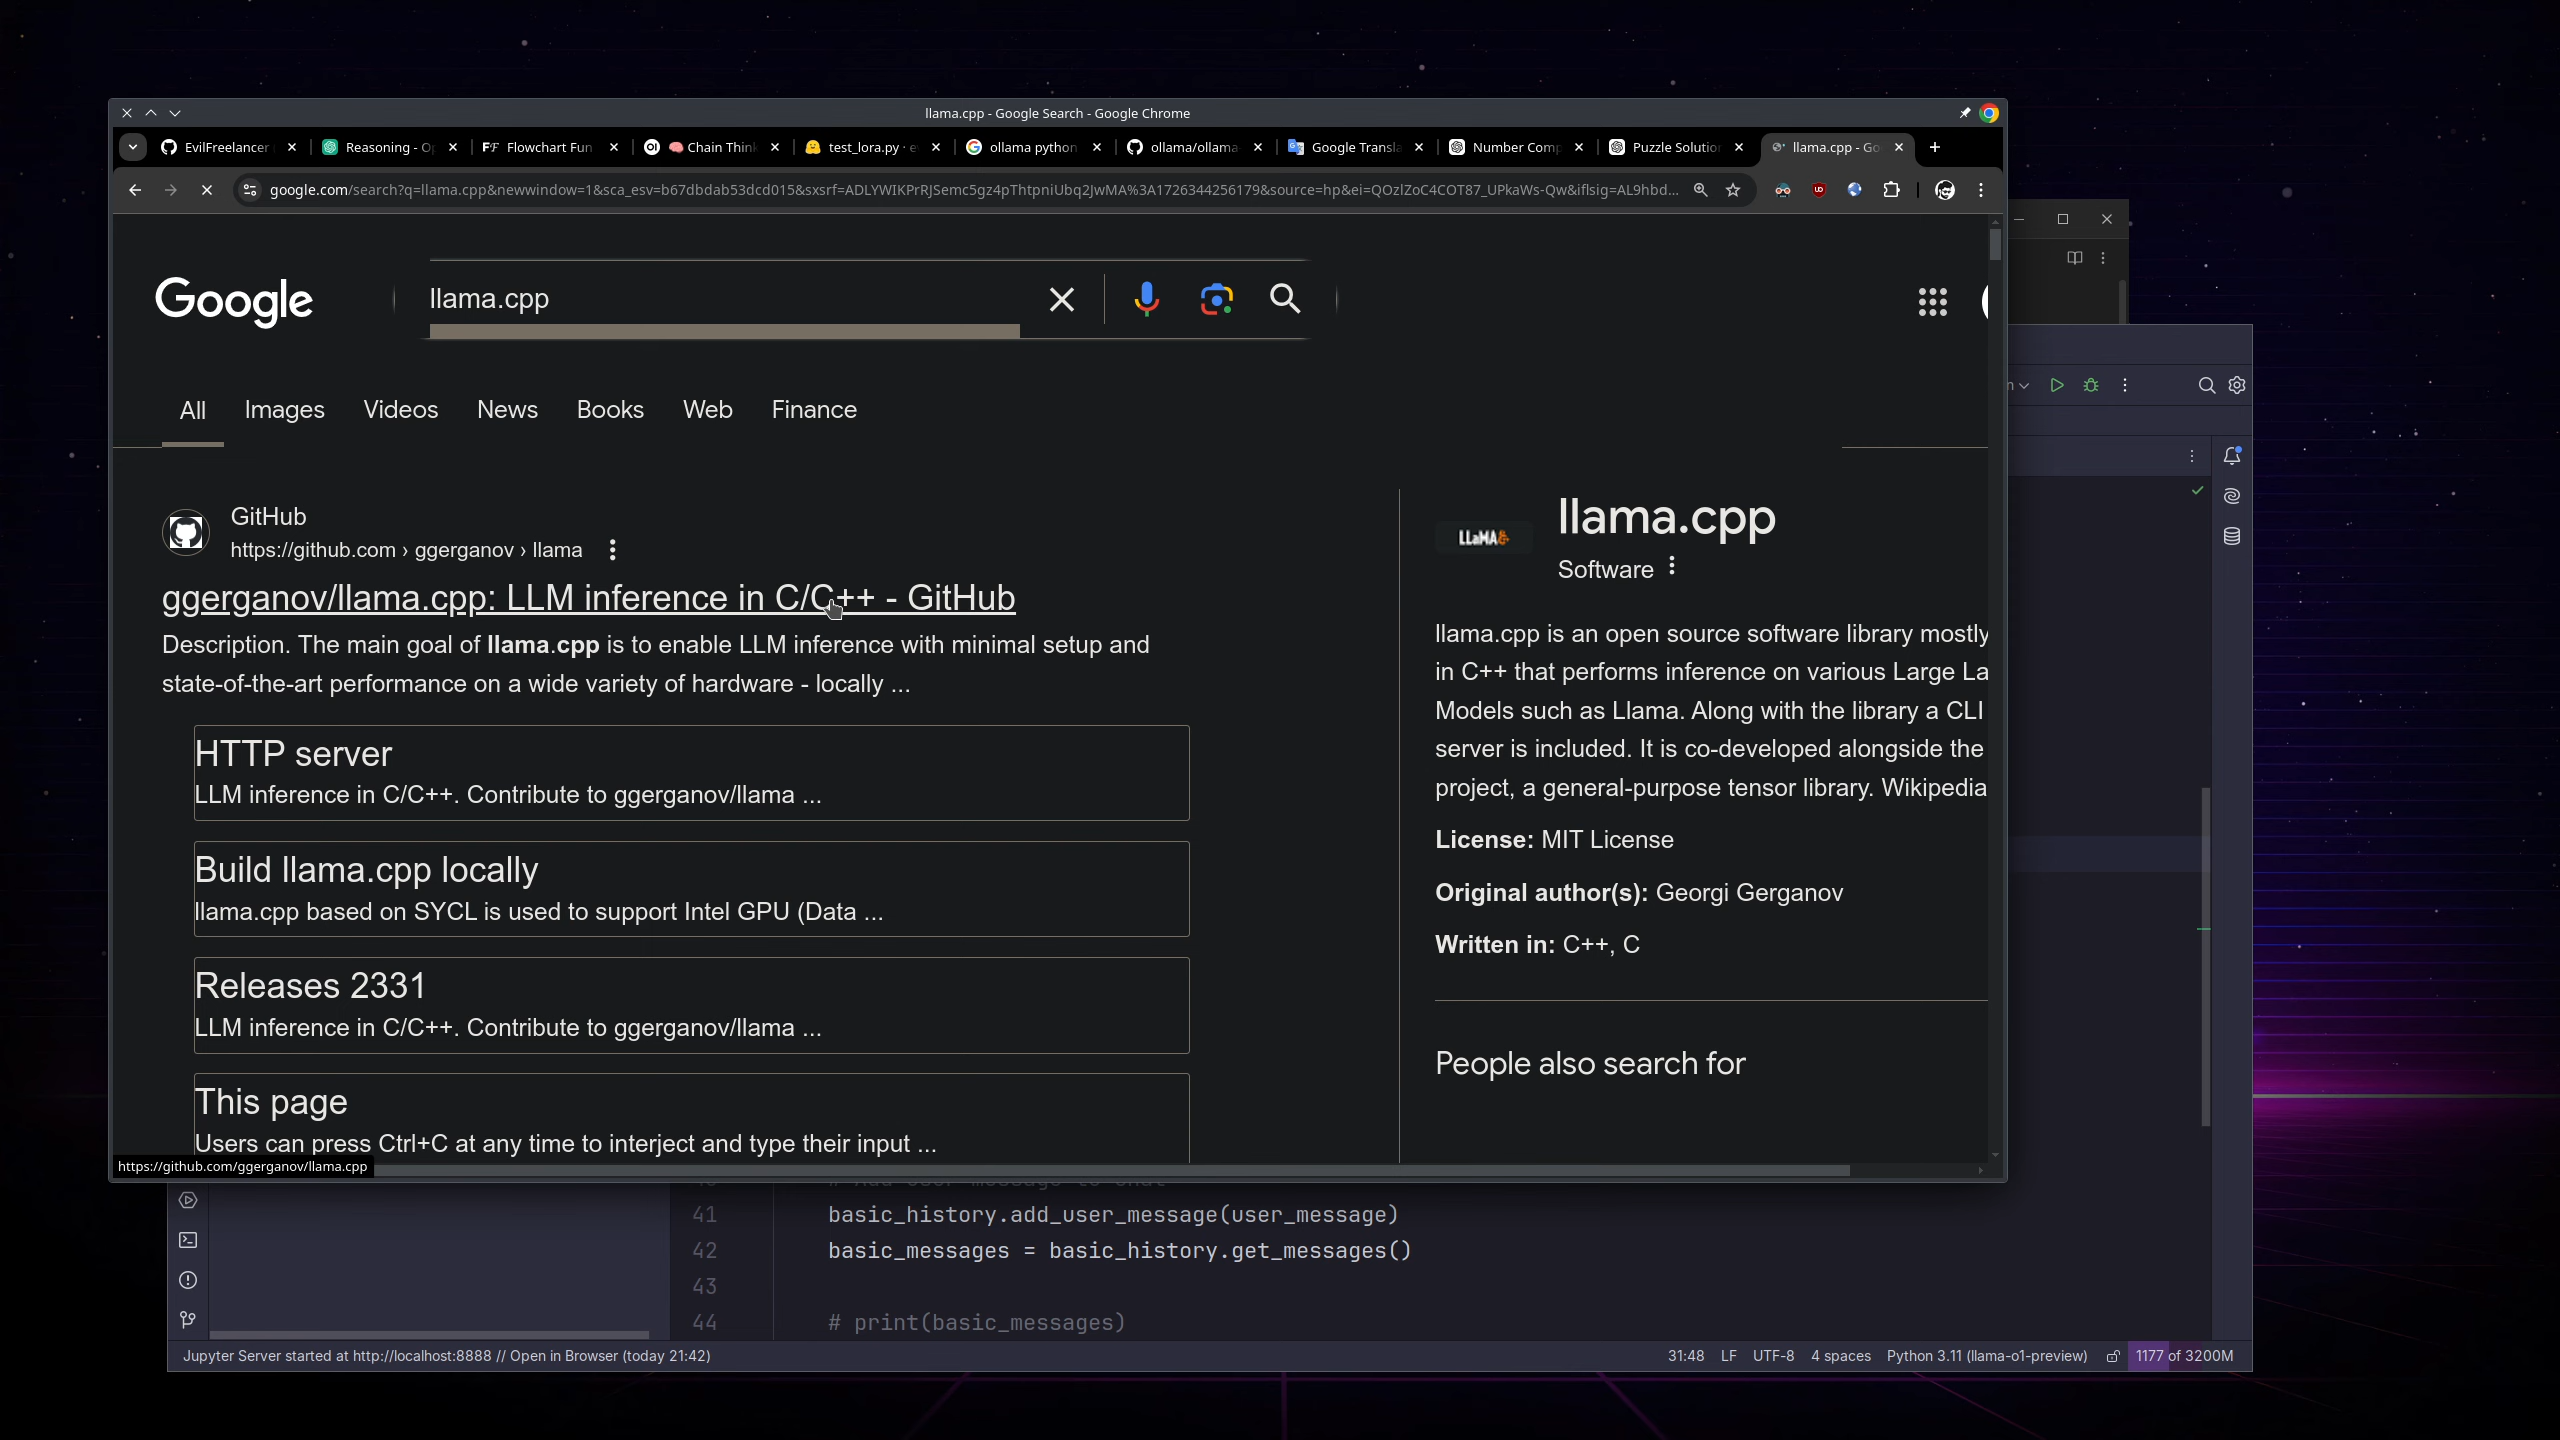 llama.cpp - Google Search - Google Chrome
EvilFreelancer
Reasoning - Op
Flowchart Fun
Chain Think
test_lora.py · e
ollama python
ollama/ollama
Google Transla
Number Comp
Puzzle Solution
llama.cpp - Go
google.com/search?q=llama.cpp&newwindow=1&sca_esv=b67dbdab53dcd015&sxsrf=ADLYWIKPrRJSemc5gz4pThtpniUbq2JwMA%3A1726344256179&source=hp&ei=QOzlZoC4COT87_UPkaWs-Qw&iflsig=AL9hbd...
Google
llama.cpp
All Images Videos News Books Web Finance
GitHub
https://github.com › ggerganov › llama
ggerganov/llama.cpp: LLM inference in C/C++ - GitHub
Description. The main goal of llama.cpp is to enable LLM inference with minimal setup and
state-of-the-art performance on a wide variety of hardware - locally ...
HTTP server
LLM inference in C/C++. Contribute to ggerganov/llama ...
Build llama.cpp locally
llama.cpp based on SYCL is used to support Intel GPU (Data ...
Releases 2331
LLM inference in C/C++. Contribute to ggerganov/llama ...
This page
Users can press Ctrl+C at any time to interject and type their input ...
https://github.com/ggerganov/llama.cpp
LLaMA
llama.cpp
Software
llama.cpp is an open source software library mostly
in C++ that performs inference on various Large La
Models such as Llama. Along with the library a CLI
server is included. It is co-developed alongside the
project, a general-purpose tensor library. Wikipedia
License: MIT License
Original author(s): Georgi Gerganov
Written in: C++, C
People also search for
41 basic_history.add_user_message(user_message)
42 basic_messages = basic_history.get_messages()
43
44 # print(basic_messages)
Jupyter Server started at http://localhost:8888 // Open in Browser (today 21:42)
31:48 LF UTF-8 4 spaces Python 3.11 (llama-o1-preview) 1177 of 3200M